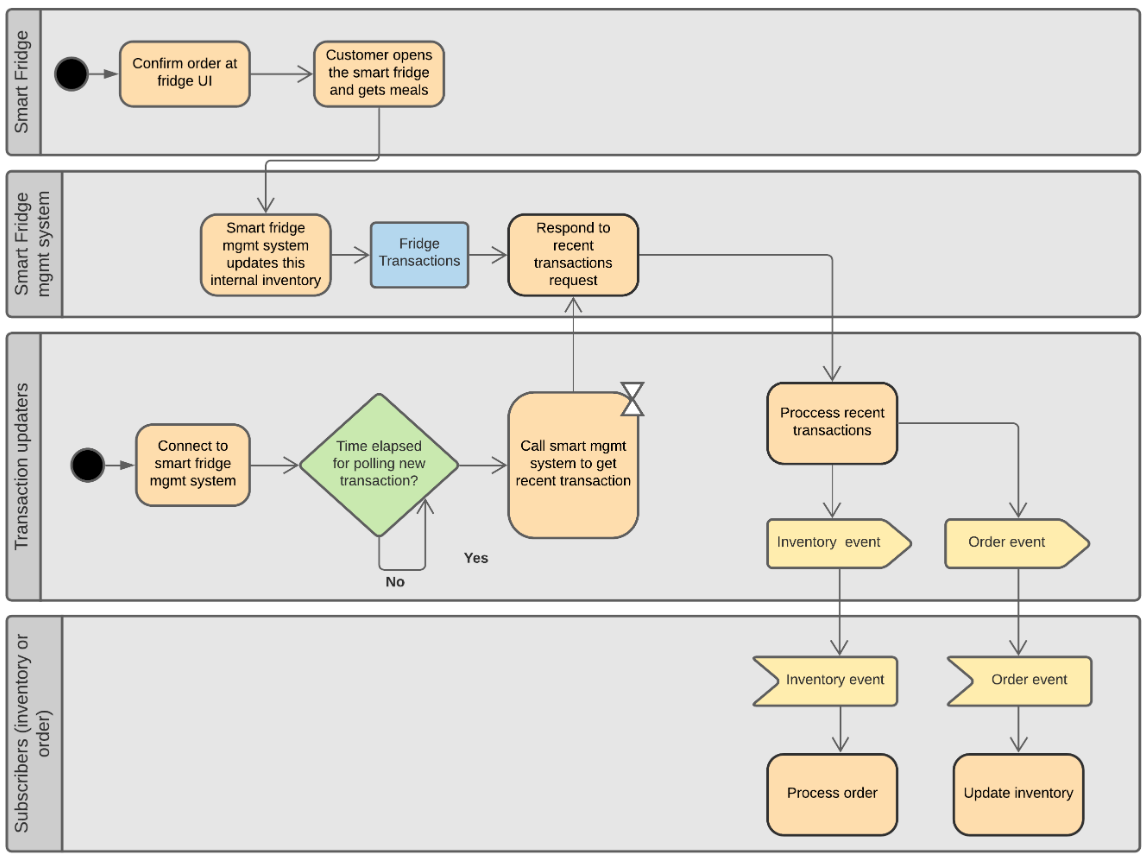 Smart Fridge
Confirm order at
fridge UI
Customer opens
the smart fridge
and gets meals
Smart Fridge
mgmt system
Smart fridge
mgmt system
updates this
internal inventory
Fridge
Transactions
Respond to
recent
transactions
request
Transaction updaters
Connect to
smart fridge
mgmt system
Time elapsed
for polling new
transaction?
No
Yes
Call smart mgmt
system to get
recent transaction
Proccess recent
transactions
Inventory event
Order event
Subscribers (inventory or
order)
Inventory event
Order event
Process order
Update inventory